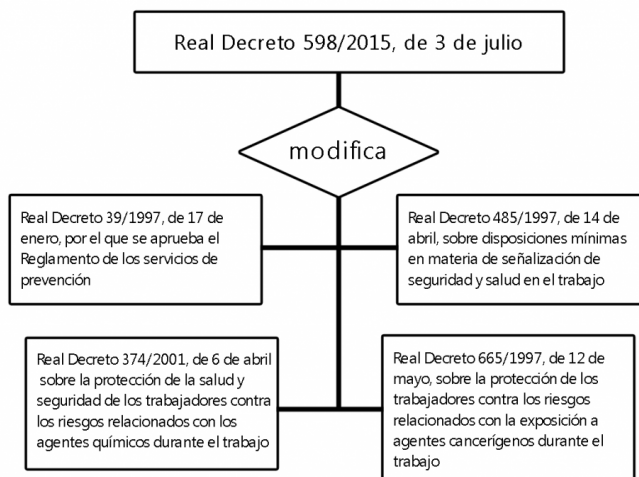 Real Decreto 598/2015, de 3 de julio
modifica
Real Decreto 39/1997, de 17 de
enero, por el que se aprueba el
Reglamento de los servicios de
prevención
Real Decreto 485/1997, de 14 de
abril, sobre disposiciones mínimas
en materia de señalización de
seguridad y salud en el trabajo
Real Decreto 374/2001, de 6 de abril
sobre la protección de la salud y
seguridad de los trabajadores contra
los riesgos relacionados con los
agentes químicos durante el trabajo
Real Decreto 665/1997, de 12 de
mayo, sobre la protección de los
trabajadores contra los riesgos
relacionados con la exposición a
agentes cancerígenos durante el
trabajo